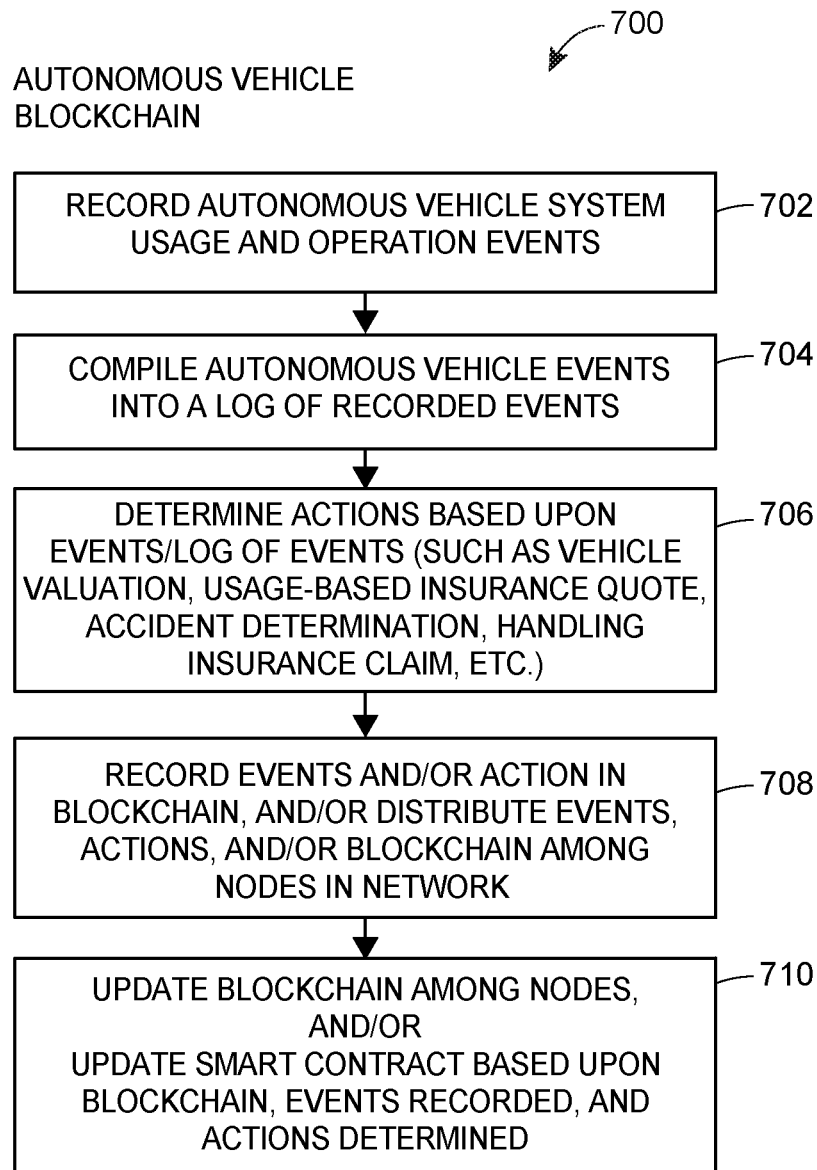 700
AUTONOMOUS VEHICLE
BLOCKCHAIN
RECORD AUTONOMOUS VEHICLE SYSTEM
USAGE AND OPERATION EVENTS
702
COMPILE AUTONOMOUS VEHICLE EVENTS
INTO A LOG OF RECORDED EVENTS
704
DETERMINE ACTIONS BASED UPON
EVENTS/LOG OF EVENTS (SUCH AS VEHICLE
VALUATION, USAGE-BASED INSURANCE QUOTE,
ACCIDENT DETERMINATION, HANDLING
INSURANCE CLAIM, ETC.)
706
RECORD EVENTS AND/OR ACTION IN
BLOCKCHAIN, AND/OR DISTRIBUTE EVENTS,
ACTIONS, AND/OR BLOCKCHAIN AMONG
NODES IN NETWORK
708
UPDATE BLOCKCHAIN AMONG NODES,
AND/OR
UPDATE SMART CONTRACT BASED UPON
BLOCKCHAIN, EVENTS RECORDED, AND
ACTIONS DETERMINED
710